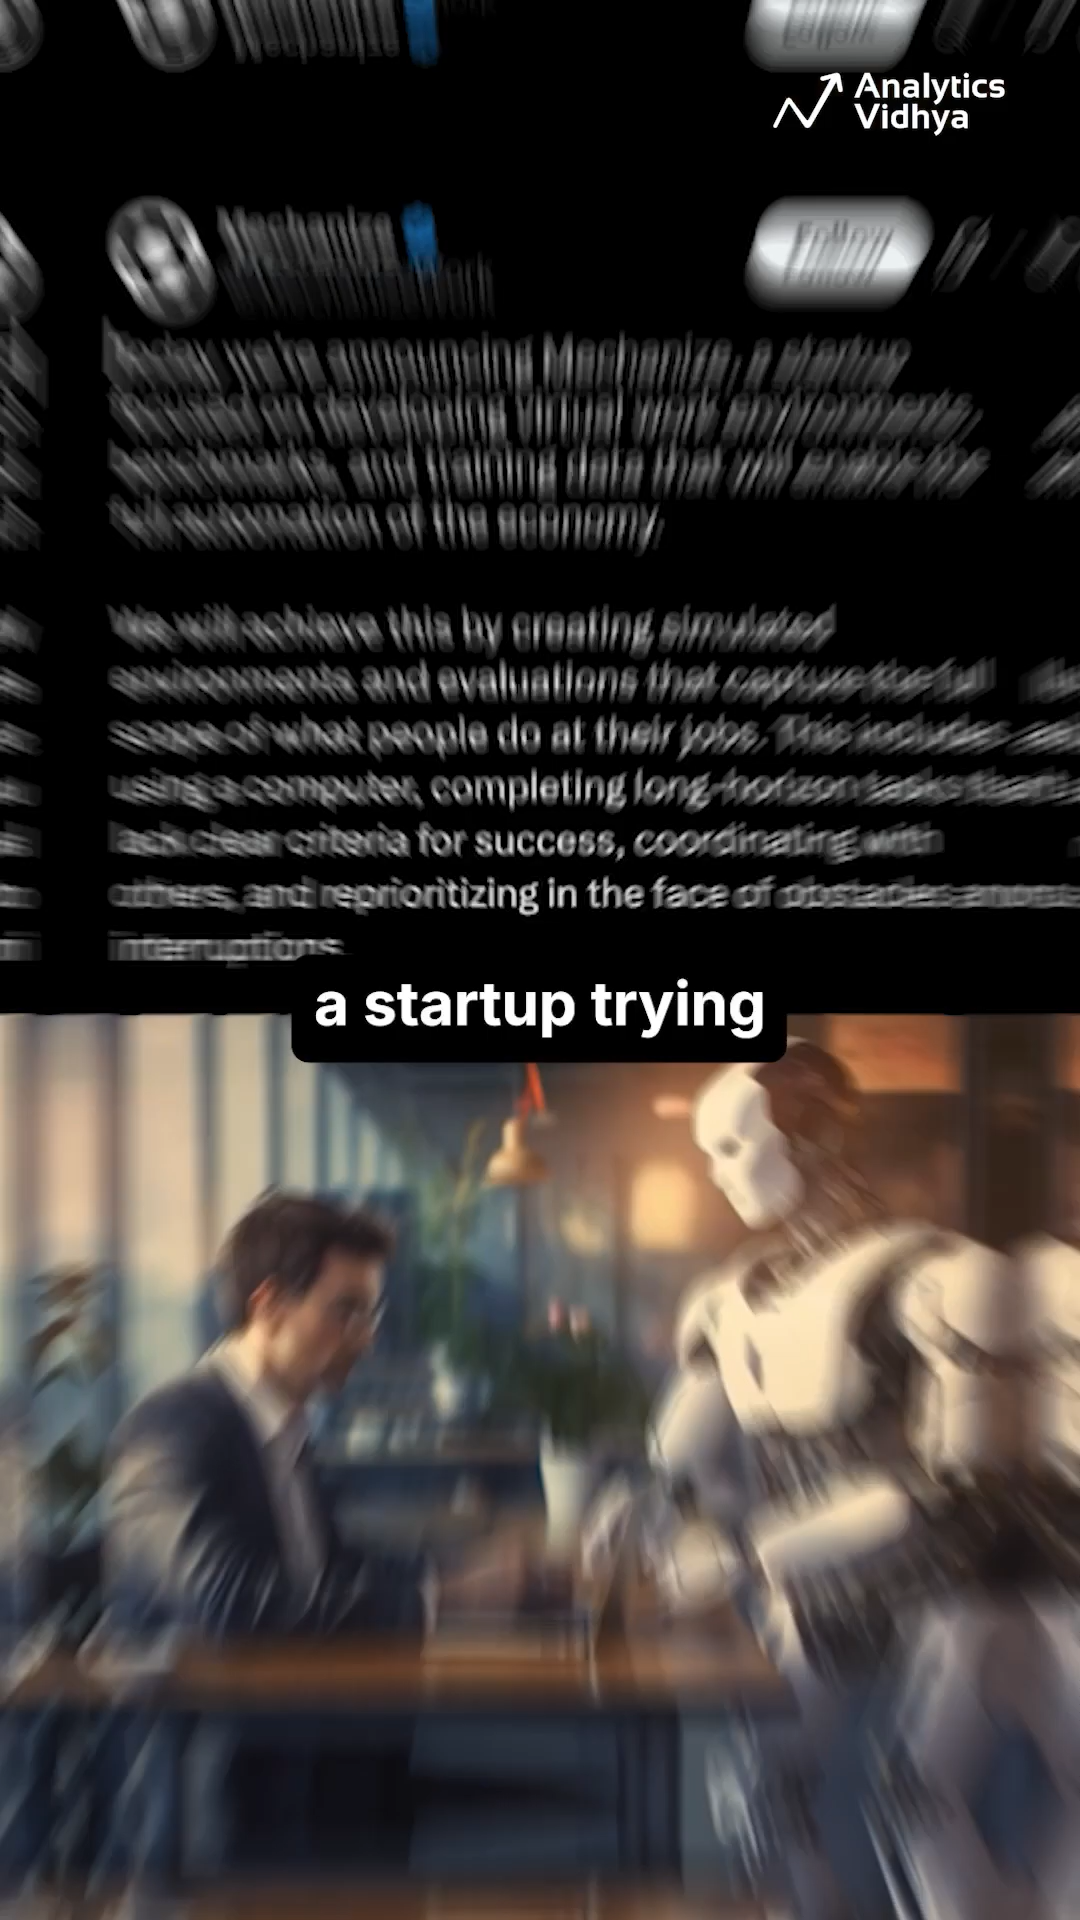 Analytics
Vidhya
Mechanize
Follow
Today we're announcing Mechanize, a startup
focused on developing virtual work environments,
benchmarks, and training data that will enable the
full automation of the economy.
We will achieve this by creating simulated
environments and evaluations that capture the full
scope of what people do at their jobs. This includes
using a computer, completing long-horizon tasks that
lack clear criteria for success, coordinating with
others, and reprioritizing in the face of obstacles and
interruptions.
a startup trying